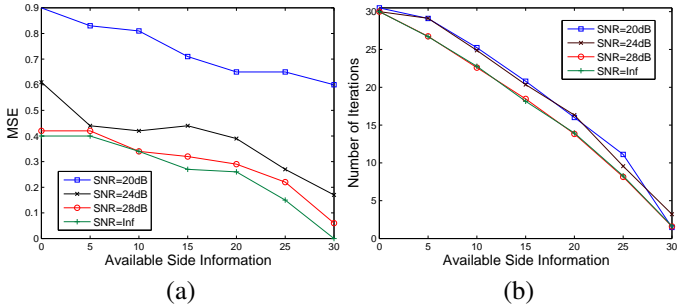 0.9
0.8
0.7
0.6
0.5
0.4
0.3
0.2
0.1
0
MSE
0 5 10 15 20 25 30
Available Side Information
SNR=20dB
SNR=24dB
SNR=28dB
SNR=Inf
(a)
30
25
20
15
10
5
0
Number of Iterations
0 5 10 15 20 25 30
Available Side Information
SNR=20dB
SNR=24dB
SNR=28dB
SNR=Inf
(b)